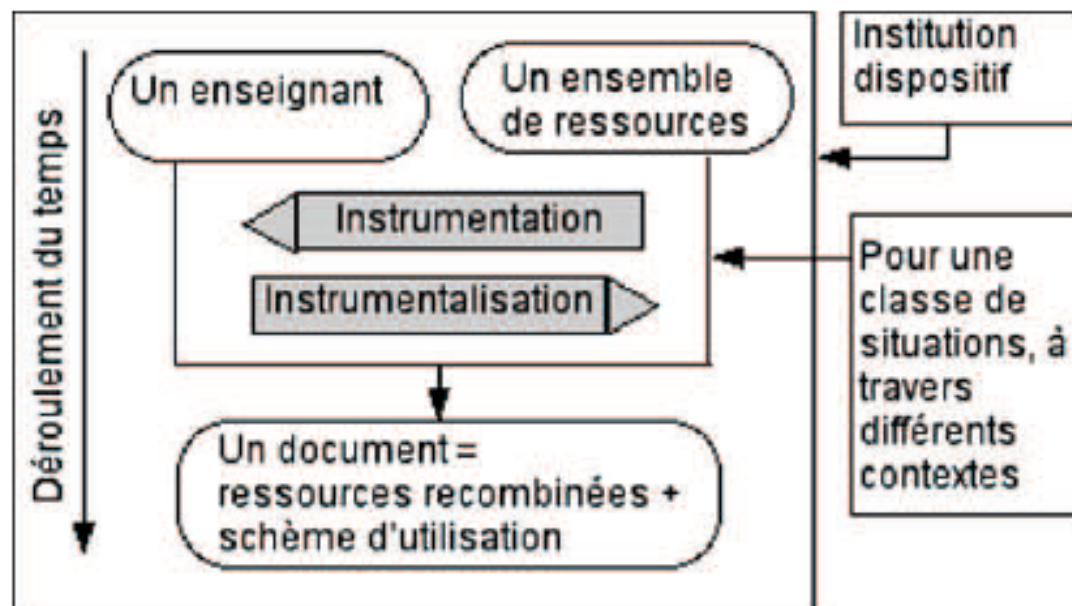 Déroulement du temps
Un enseignant
Un ensemble
de ressources
Instrumentation
Instrumentalisation
Un document =
ressources recombinées +
schème d'utilisation
Institution
dispositif
Pour une
classe de
situations, à
travers
différents
contextes